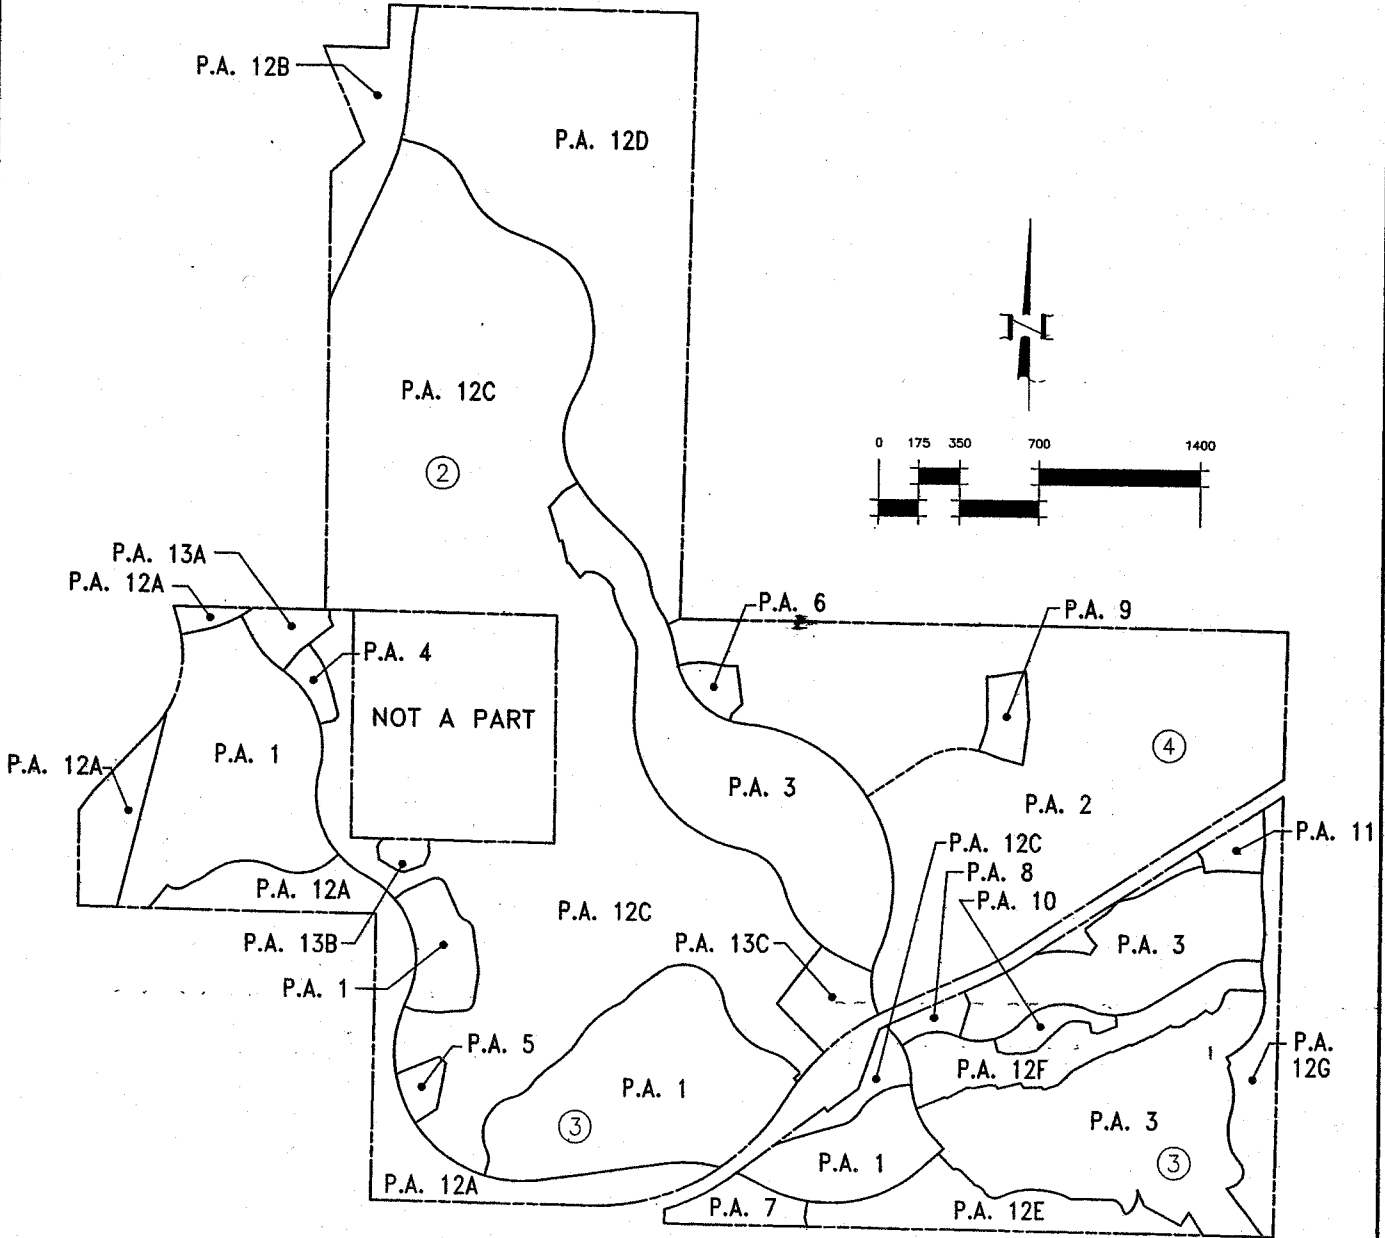 P.A. 12B
P.A. 12D
P.A. 12C
2
0 175 350 700 1400
P.A. 13A
P.A. 12A
P.A. 6
P.A. 9
P.A. 4
NOT A PART
P.A. 1
4
P.A. 12A
P.A. 3
P.A. 2
P.A. 11
P.A. 12C
P.A. 8
P.A. 12A
P.A. 10
P.A. 12C
P.A. 13B
P.A. 13C
P.A. 3
P.A. 1
P.A. 5
P.A. 12F
P.A.
12G
P.A. 1
3
P.A. 3
P.A. 1
3
P.A. 12A
P.A. 7
P.A. 12E